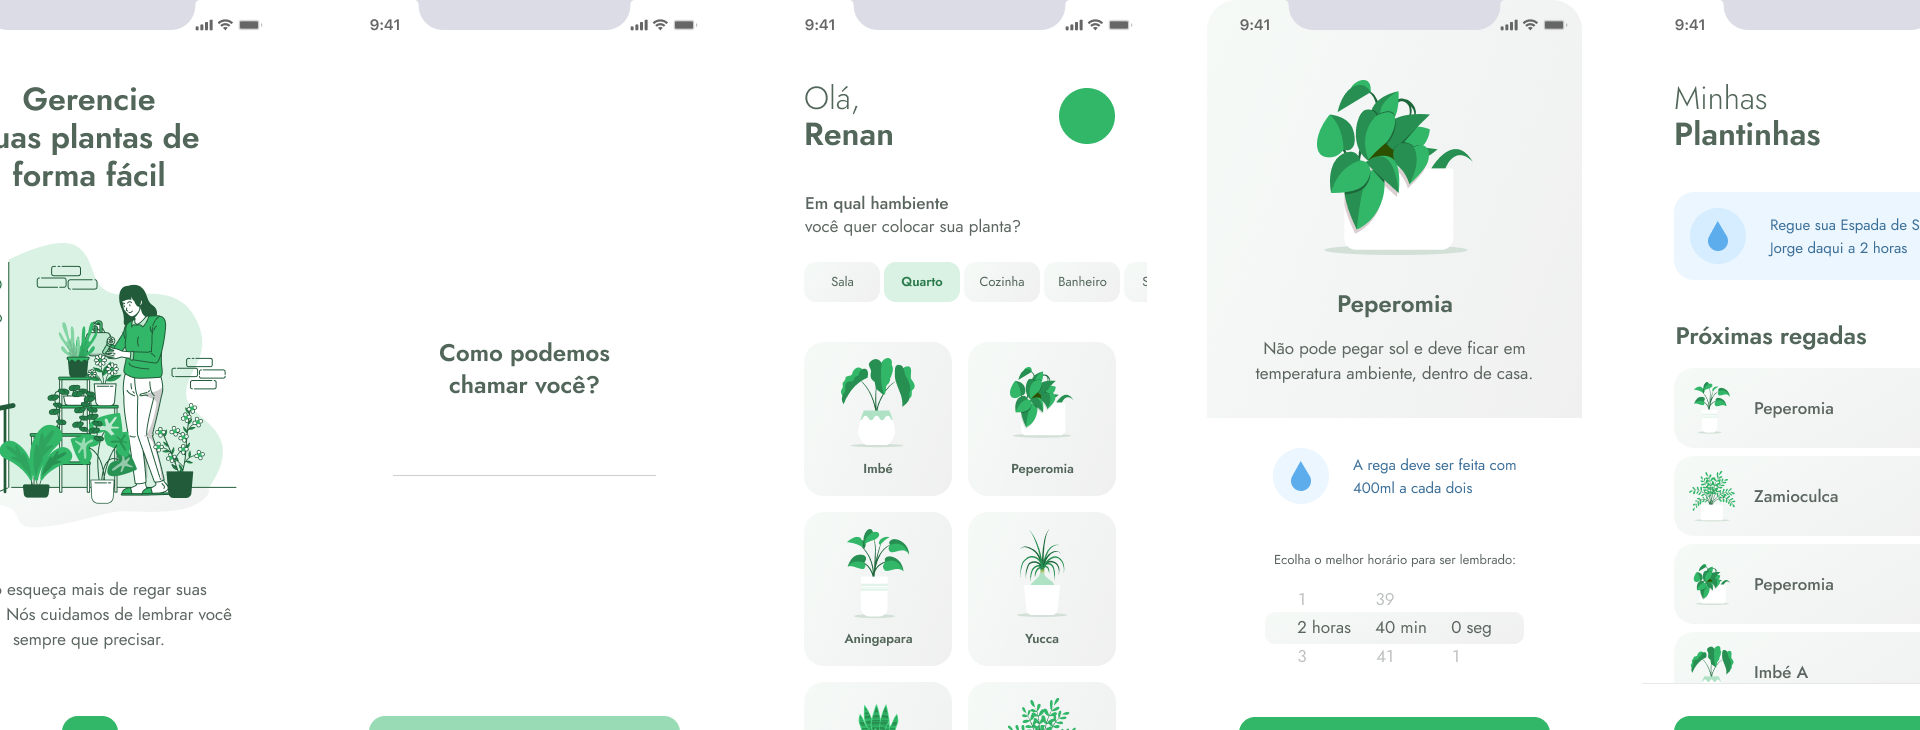 Gerencie
uas plantas de
forma fácil
esqueça mais de regar suas
Nós cuidamos de lembrar você
sempre que precisar.
9:41
Como podemos
chamar você?
9:41
Olá,
Renan
Em qual hambiente
você quer colocar sua planta?
Sala
Quarto
Cozinha
Banheiro
S
Imbé
Peperomia
Aningapara
Yucca
9:41
Peperomia
Não pode pegar sol e deve ficar em
temperatura ambiente, dentro de casa.
A rega deve ser feita com
400ml a cada dois
Ecolha o melhor horário para ser lembrado:
1 39
2 horas 40 min 0 seg
3 41 1
9:41
Minhas
Plantinhas
Regue sua Espada de S
Jorge daqui a 2 horas
Próximas regadas
Peperomia
Zamioculca
Peperomia
Imbé A